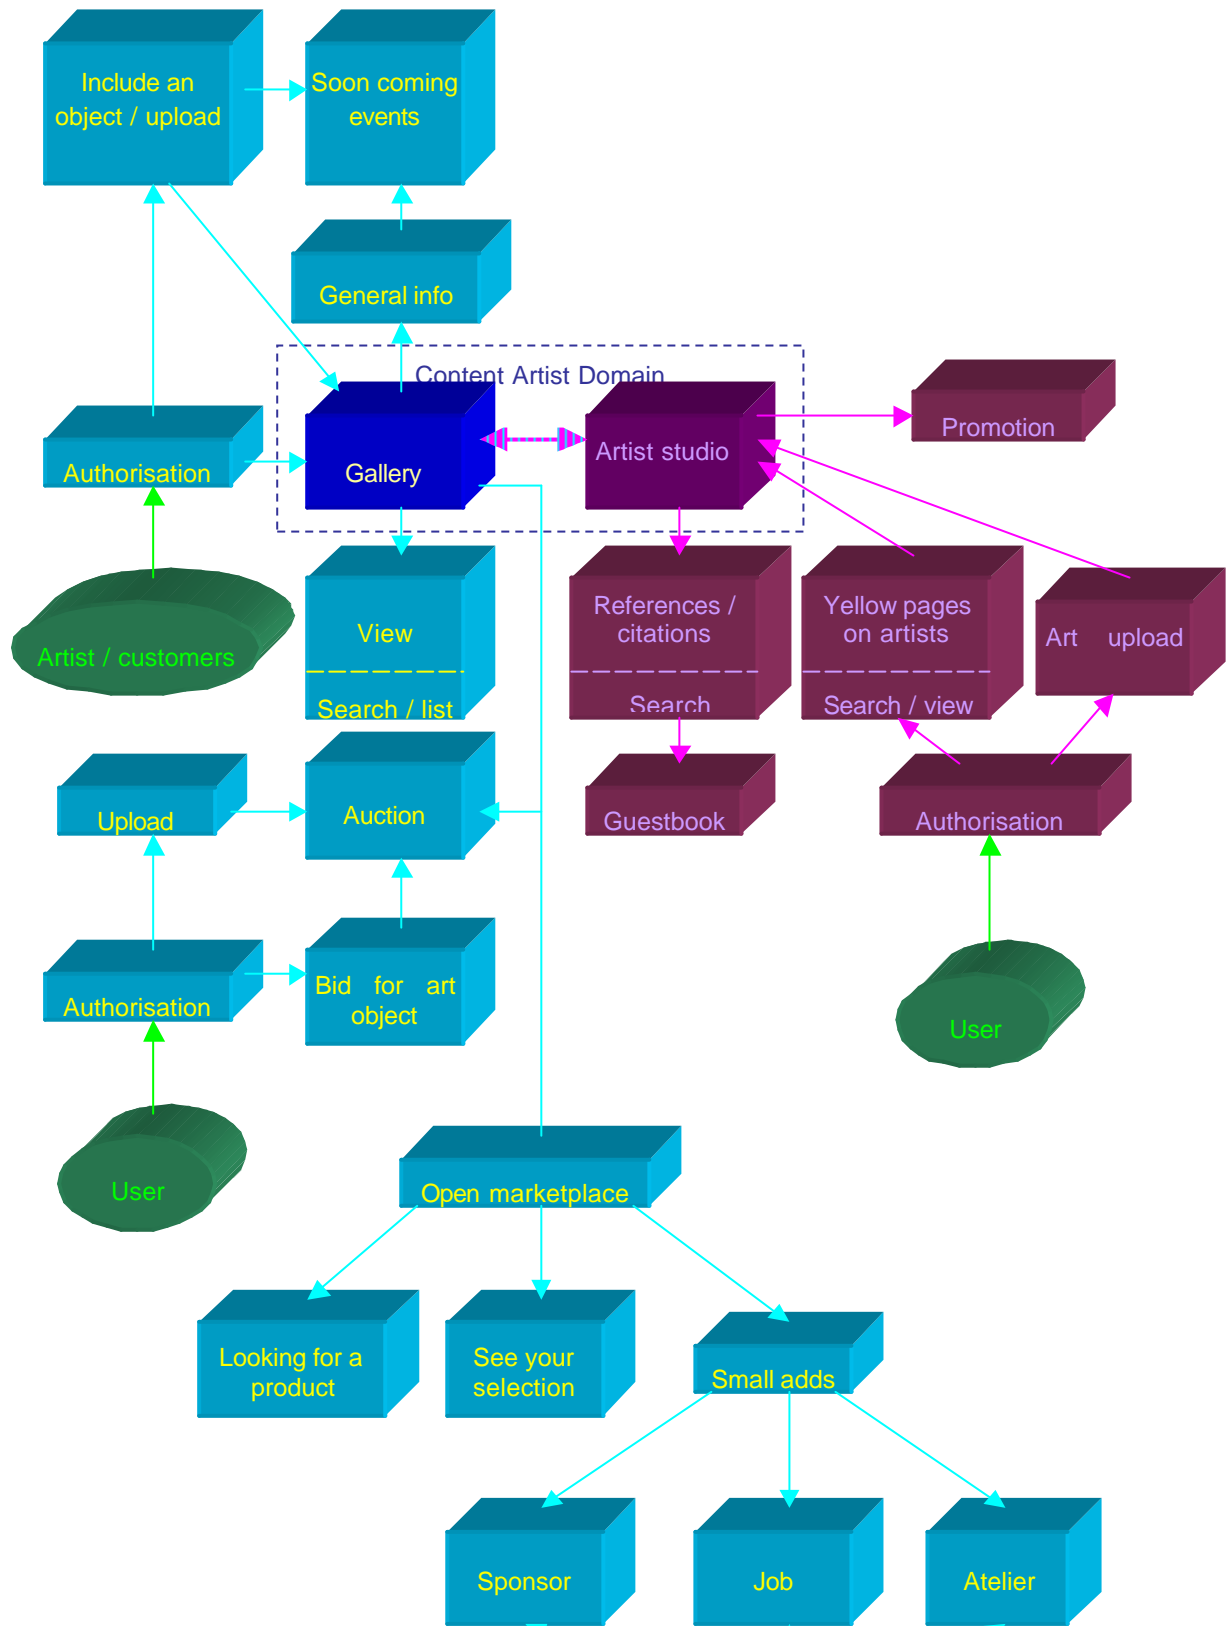 Include an
object / upload
Soon coming
events
General info
Content Artist Domain
Authorisation
Gallery
Artist studio
Promotion
Artist / customers
View
Search / list
References /
citations
Search
Yellow pages
on artists
Search / view
Art upload
Upload
Auction
Guestbook
Authorisation
Authorisation
Bid for art
object
User
User
Open marketplace
Looking for a
product
See your
selection
Small adds
Sponsor
Job
Atelier